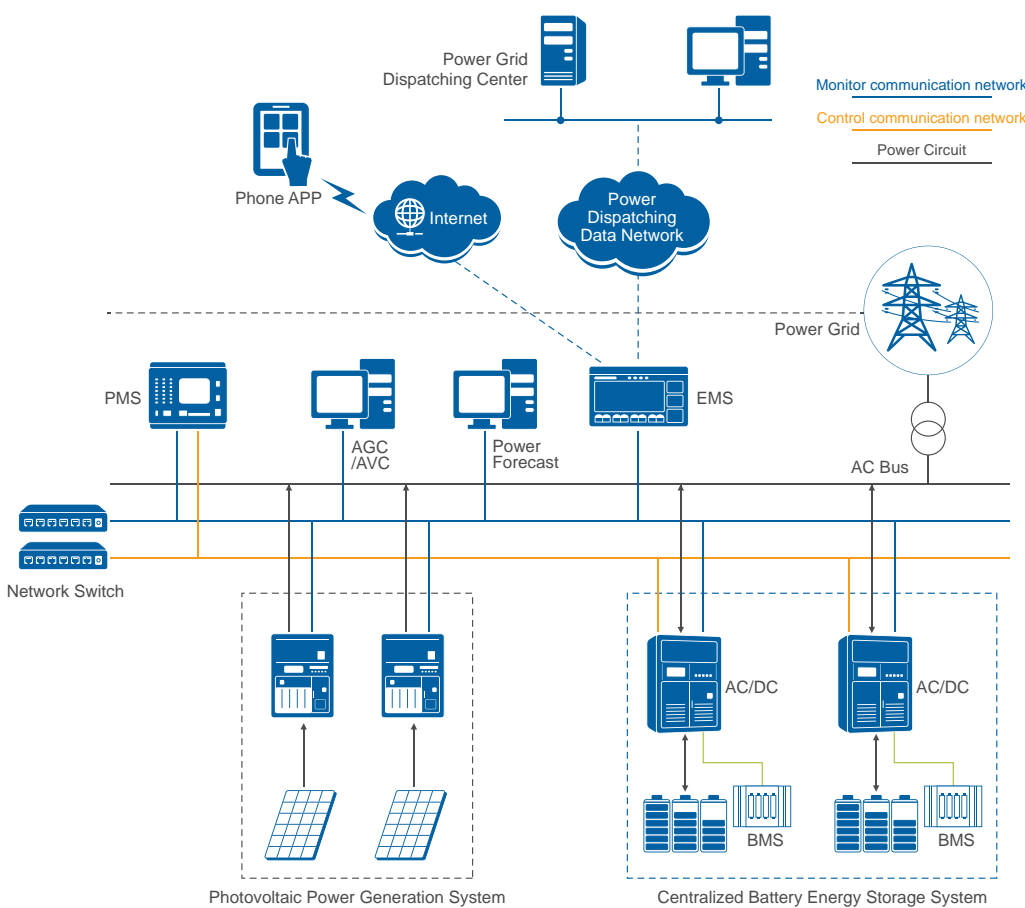 Power Grid
Dispatching Center
Monitor communication network
Control communication network
Power Circuit
Phone APP
Internet
Power
Dispatching
Data Network
Power Grid
PMS
AGC
/AVC
Power
Forecast
EMS
AC Bus
Network Switch
AC/DC
AC/DC
BMS
BMS
Photovoltaic Power Generation System
Centralized Battery Energy Storage System